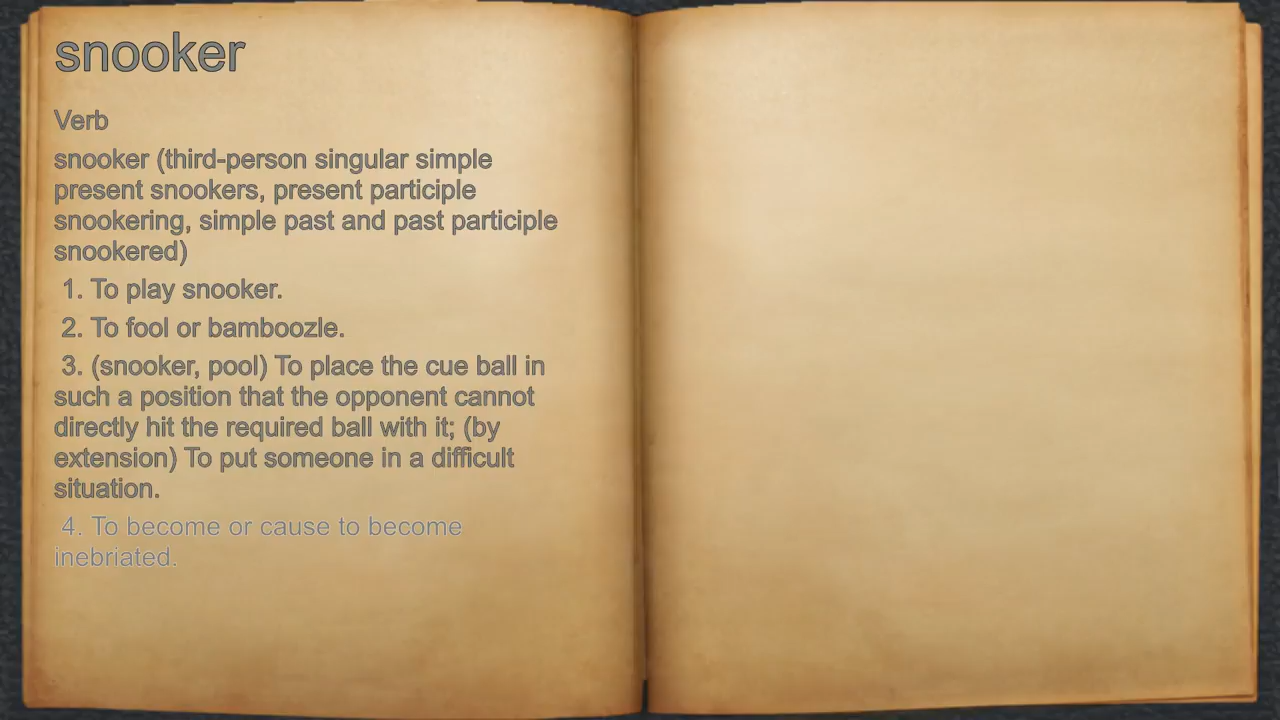 snooker
Verb
snooker (third-person singular simple
present snookers, present participle
snookering, simple past and past participle
snookered)
1. To play snooker.
2. To fool or bamboozle.
3. (snooker, pool) To place the cue ball in
such a position that the opponent cannot
directly hit the required ball with it; (by
extension) To put someone in a difficult
situation.
4. To become or cause to become
inebriated.